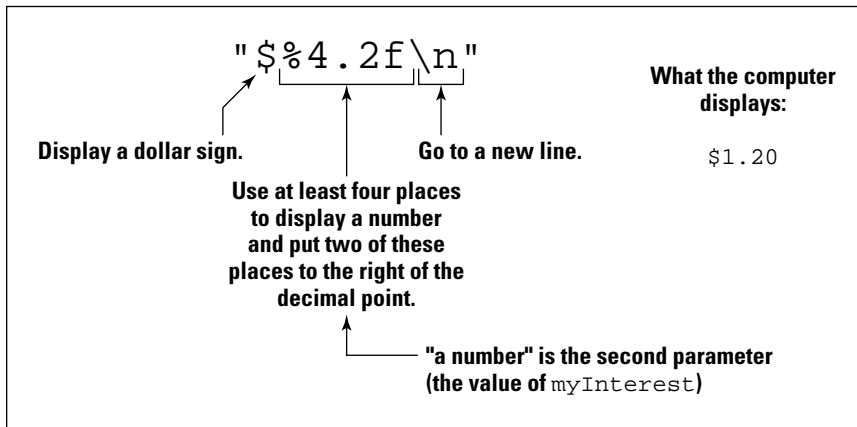 "$%4.2f\n"
Display a dollar sign.
Go to a new line.
Use at least four places
to display a number
and put two of these
places to the right of the
decimal point.
"a number" is the second parameter
(the value of myInterest)
What the computer
displays:
$1.20